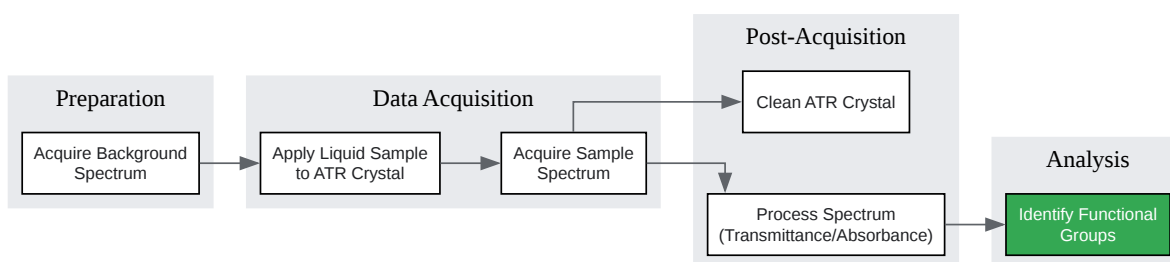 Preparation
Acquire Background
Spectrum
Data Acquisition
Apply Liquid Sample
to ATR Crystal
Acquire Sample
Spectrum
Post-Acquisition
Clean ATR Crystal
Process Spectrum
(Transmittance/Absorbance)
Analysis
Identify Functional
Groups